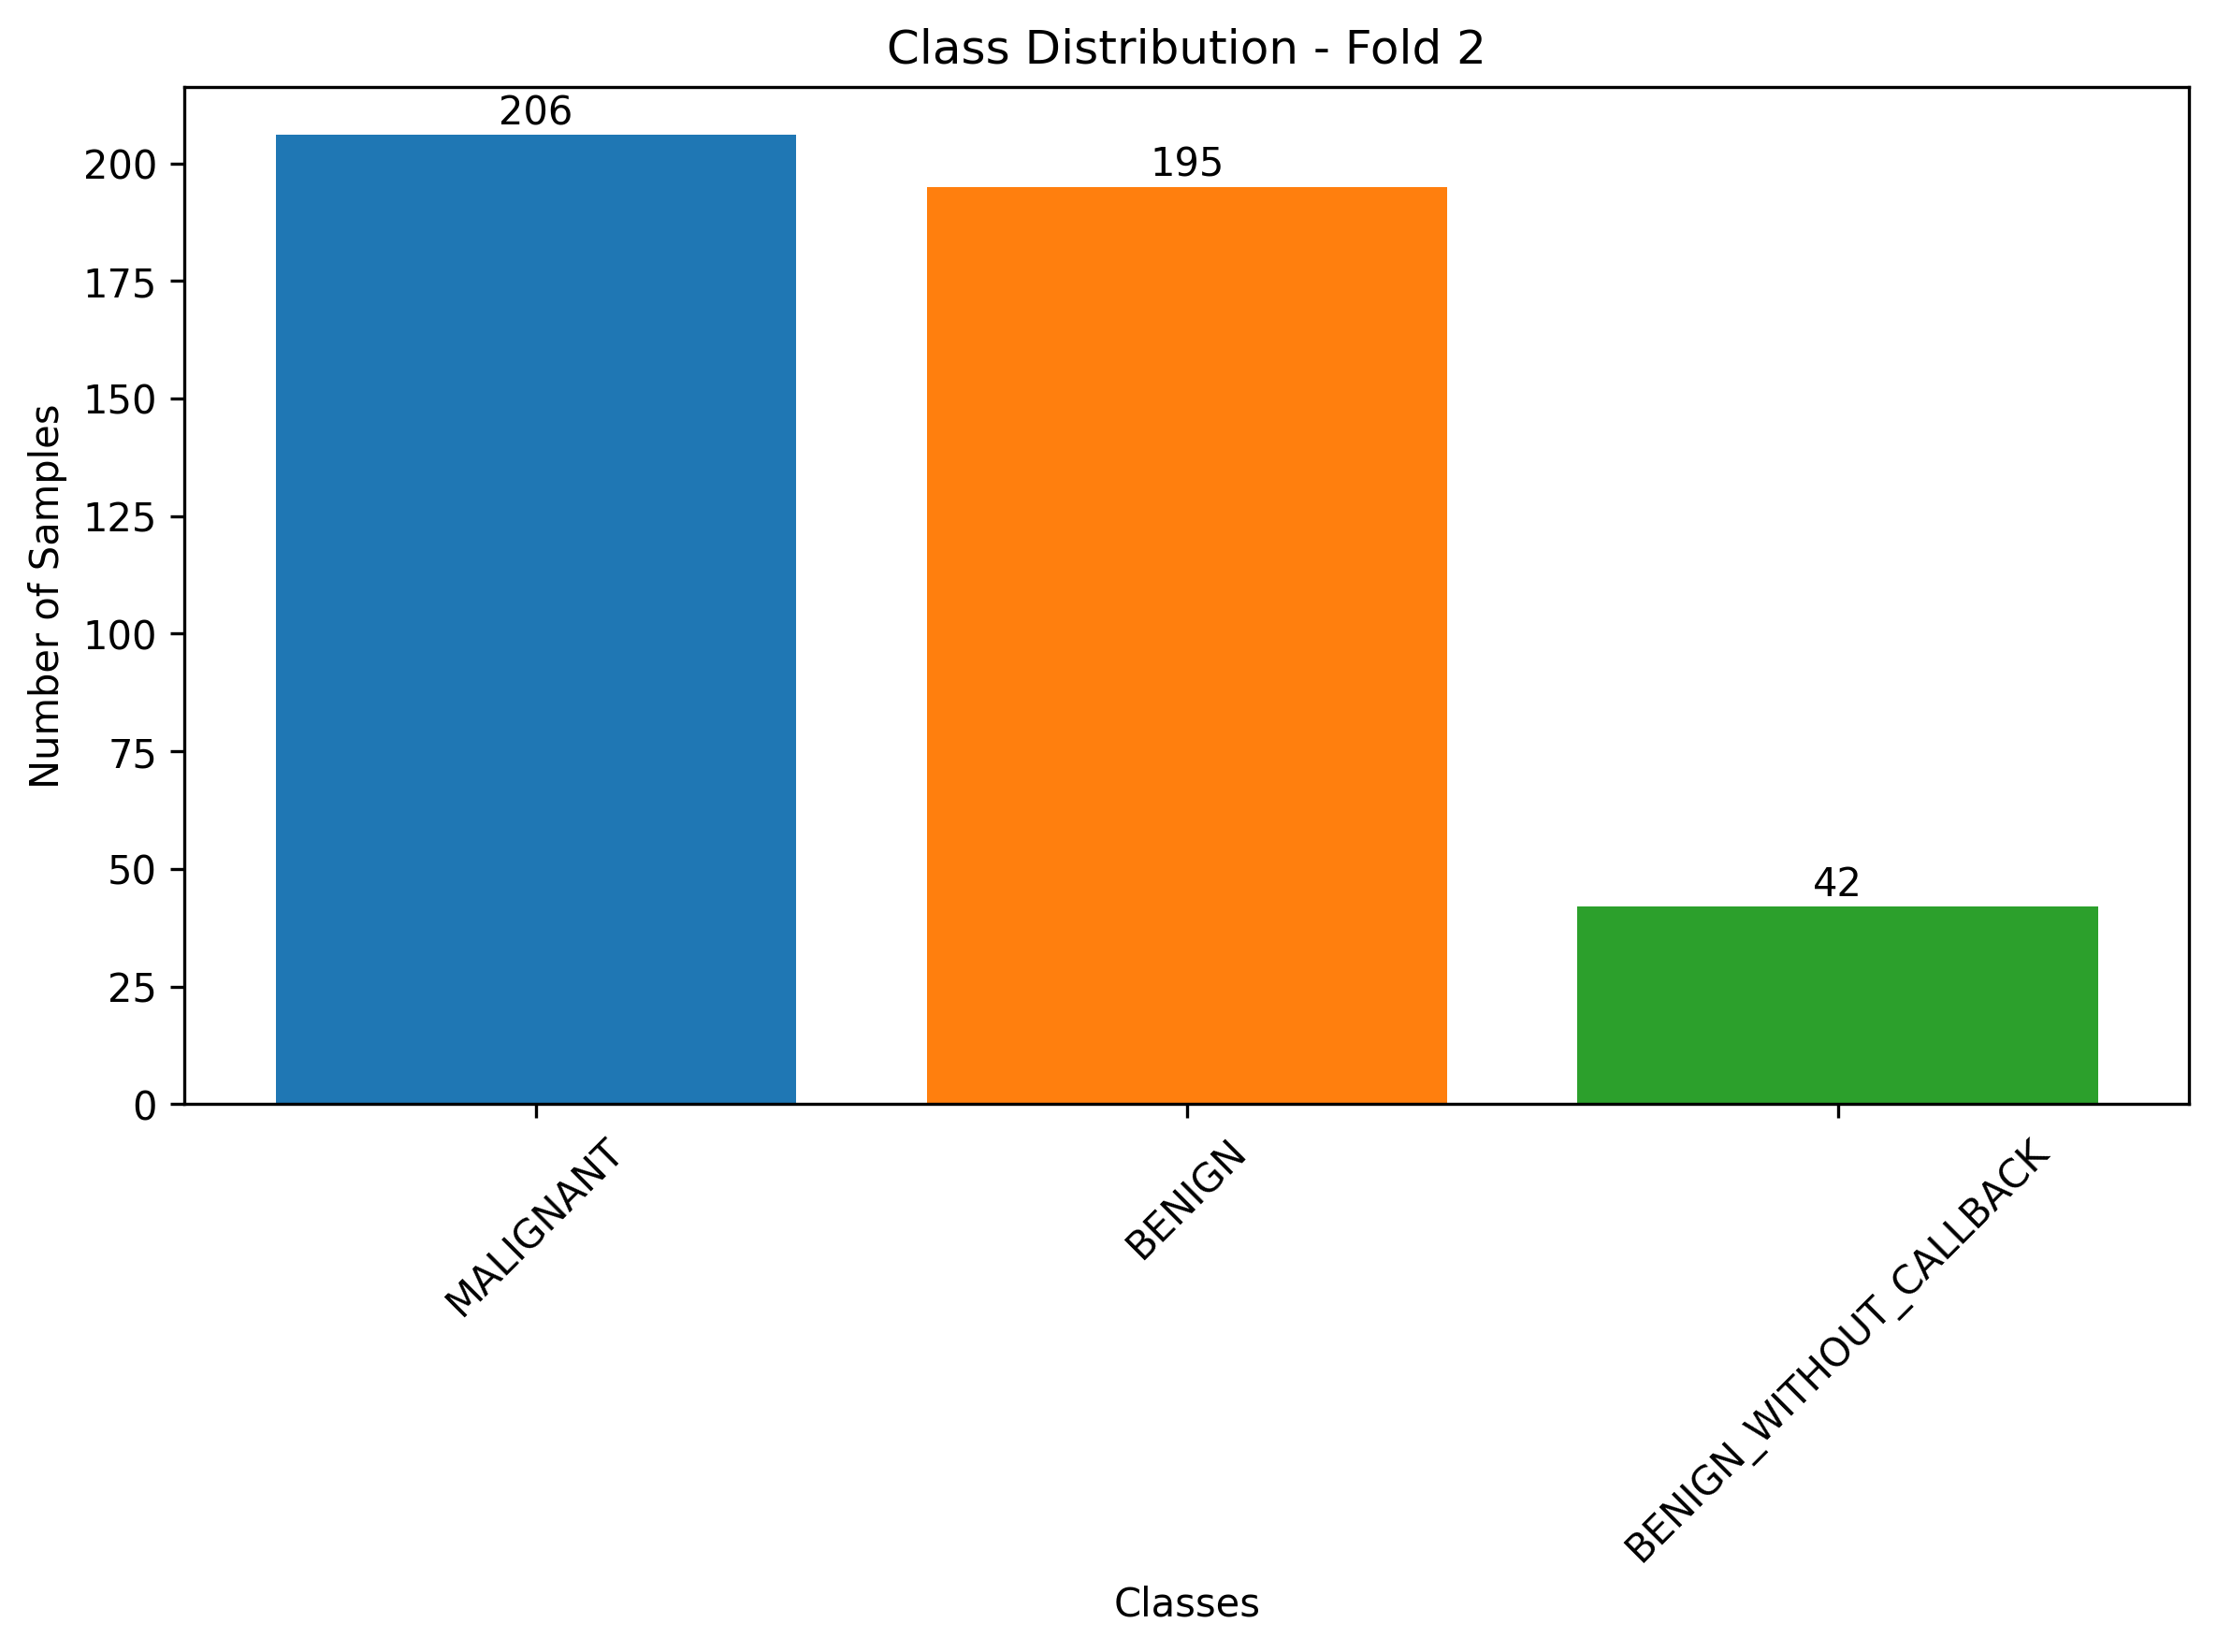 Class Distribution - Fold 2
Number of Samples
200
175
150
125
100
75
50
25
0
206
195
42
MALIGNANT
BENIGN
BENIGN_WITHOUT_CALLBACK
Classes